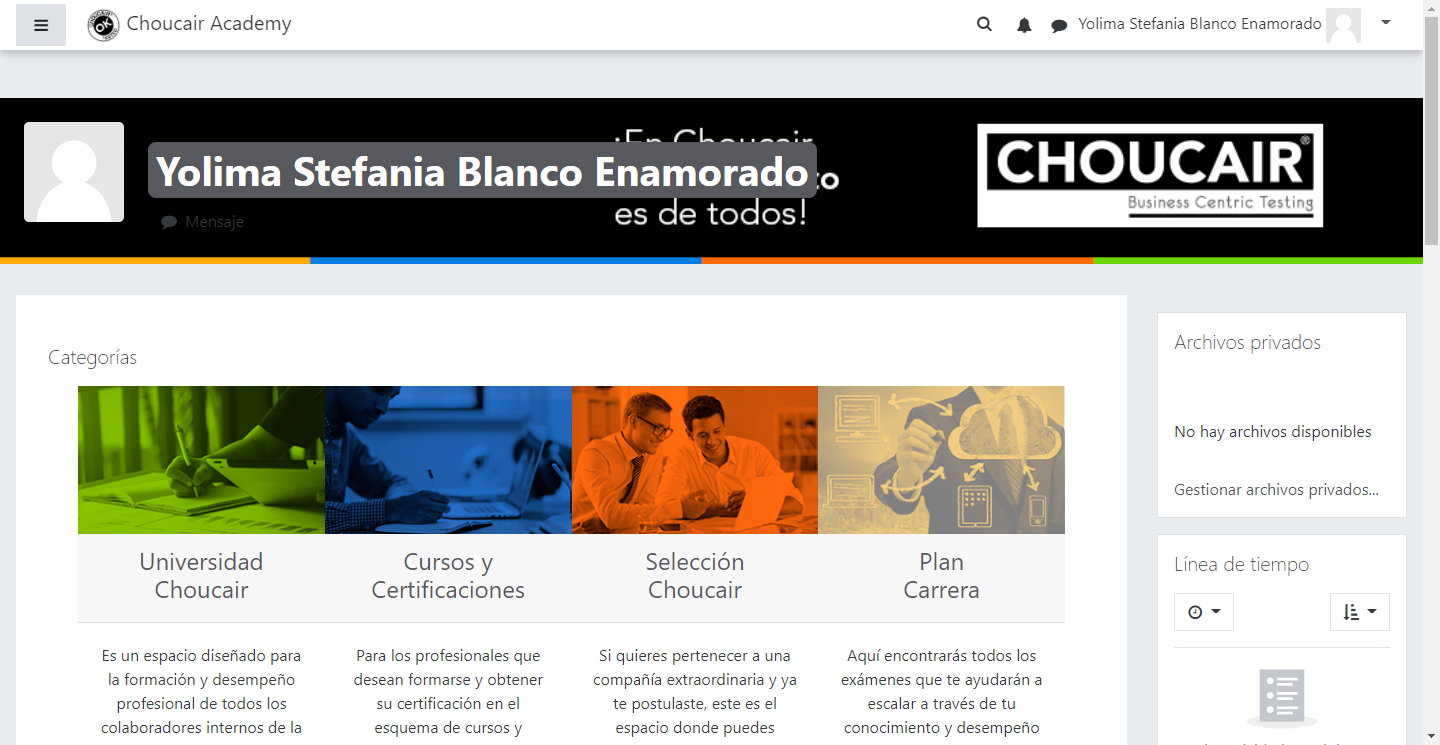 Choucair Academy
Yolima Stefania Blanco Enamorado
¡En Choucair
Yolima Stefania Blanco Enamorado
Mensaje
es de todos!
CHOUCAIR®
Business Centric Testing
Categorías
Universidad
Choucair
Cursos y
Certificaciones
Selección
Choucair
Plan
Carrera
Es un espacio diseñado para
la formación y desempeño
profesional de todos los
colaboradores internos de la
Para los profesionales que
desean formarse y obtener
su certificación en el
esquema de cursos y
Si quieres pertenecer a una
compañía extraordinaria y ya
te postulaste, este es el
espacio donde puedes
Aquí encontrarás todos los
exámenes que te ayudarán a
escalar a través de tu
conocimiento y desempeño
Archivos privados
No hay archivos disponibles
Gestionar archivos privados...
Línea de tiempo